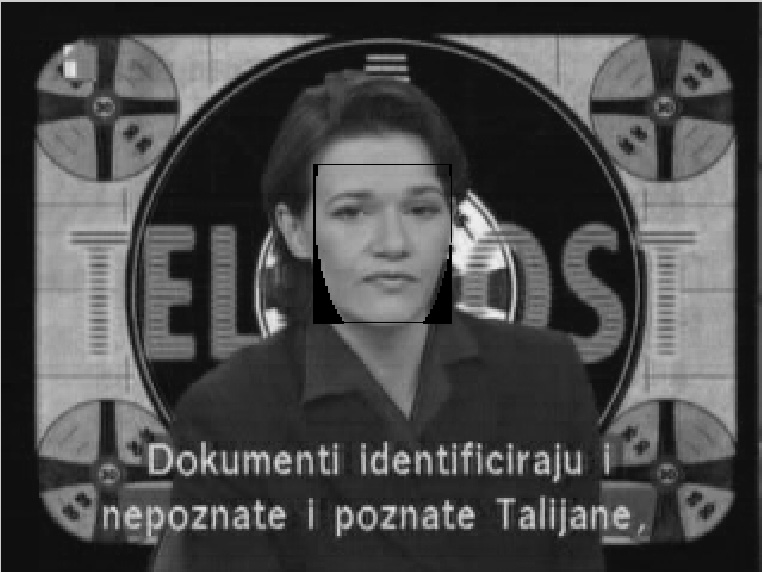 Dokumenti identificiraju i
nepoznate i poznate Talijane,